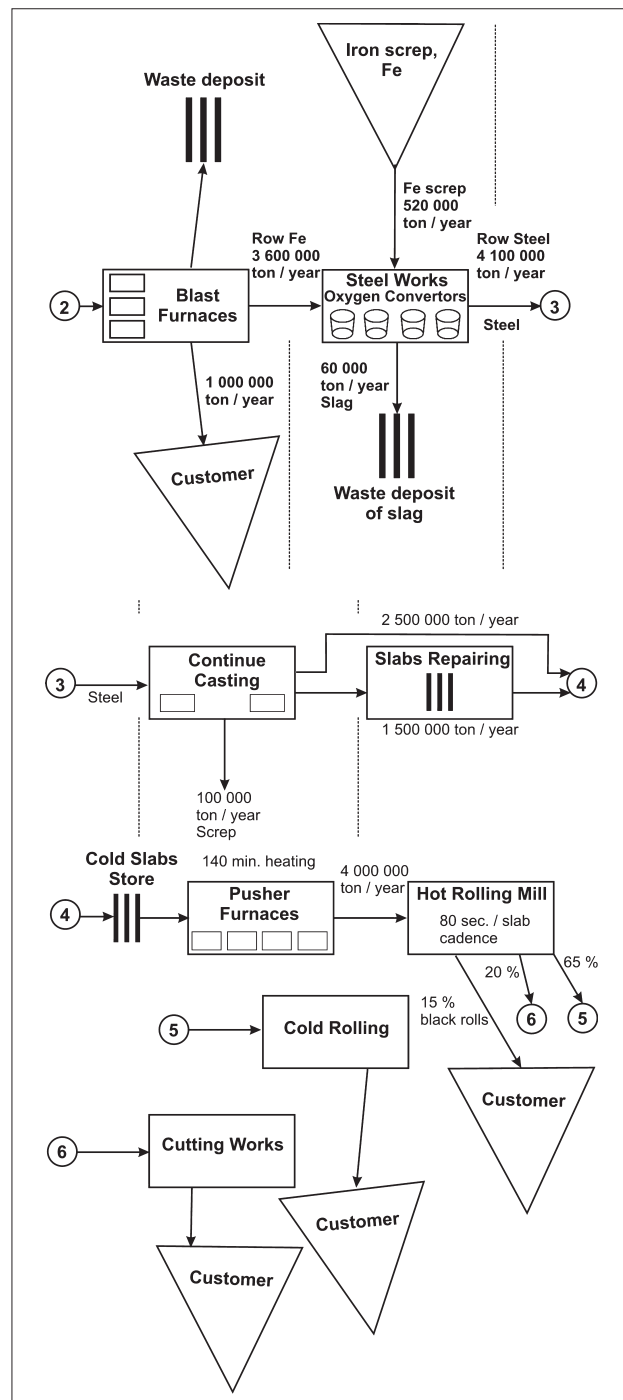 Iron screp,
Fe
Waste deposit
Fe screp
520 000
ton / year
Row Fe
3 600 000
ton / year
Row Steel
4 100 000
ton / year
2
Blast
Furnaces
Steel Works
Oxygen Convertors
3
Steel
1 000 000
ton / year
60 000
ton / year
Slag
Customer
Waste deposit
of slag
2 500 000 ton / year
3
Steel
Continue
Casting
Slabs Repairing
4
1 500 000 ton / year
100 000
ton / year
Screp
Cold Slabs
Store
140 min. heating
4 000 000
ton / year
4
Pusher
Furnaces
Hot Rolling Mill
80 sec. / slab
cadence
65 %
20 %
15 %
black rolls
6
5
5
Cold Rolling
Customer
6
Cutting Works
Customer
Customer